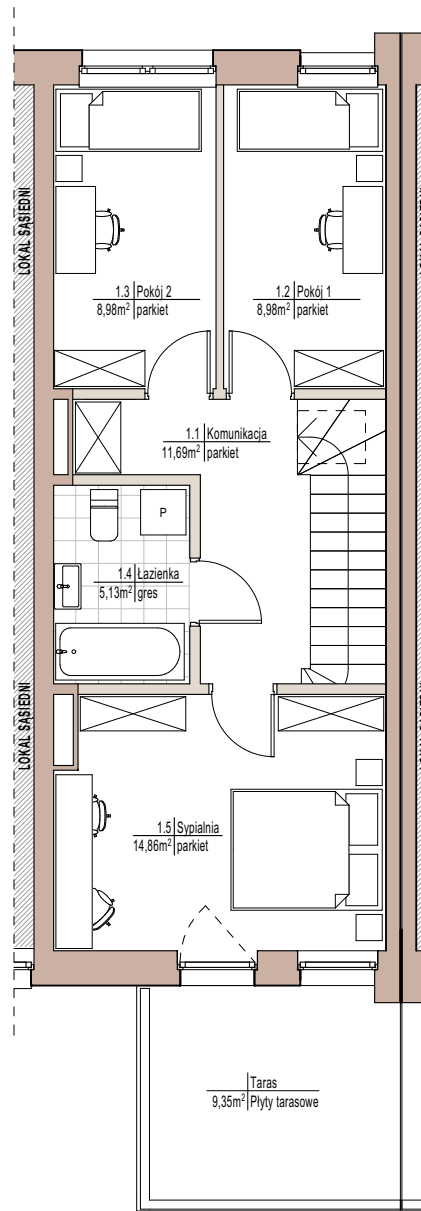 LOKAL SĄSIEDNI
1.3 Pokój 2
8,98m² parkiet
1.2 Pokój 1
8,98m² parkiet
1.1 Komunikacja
11,69m² parkiet
P
1.4 Łazienka
5,13m² gres
LOKAL SĄSIEDNI
1.5 Sypialnia
14,86m² parkiet
Taras
9,35m² Płyty tarasowe